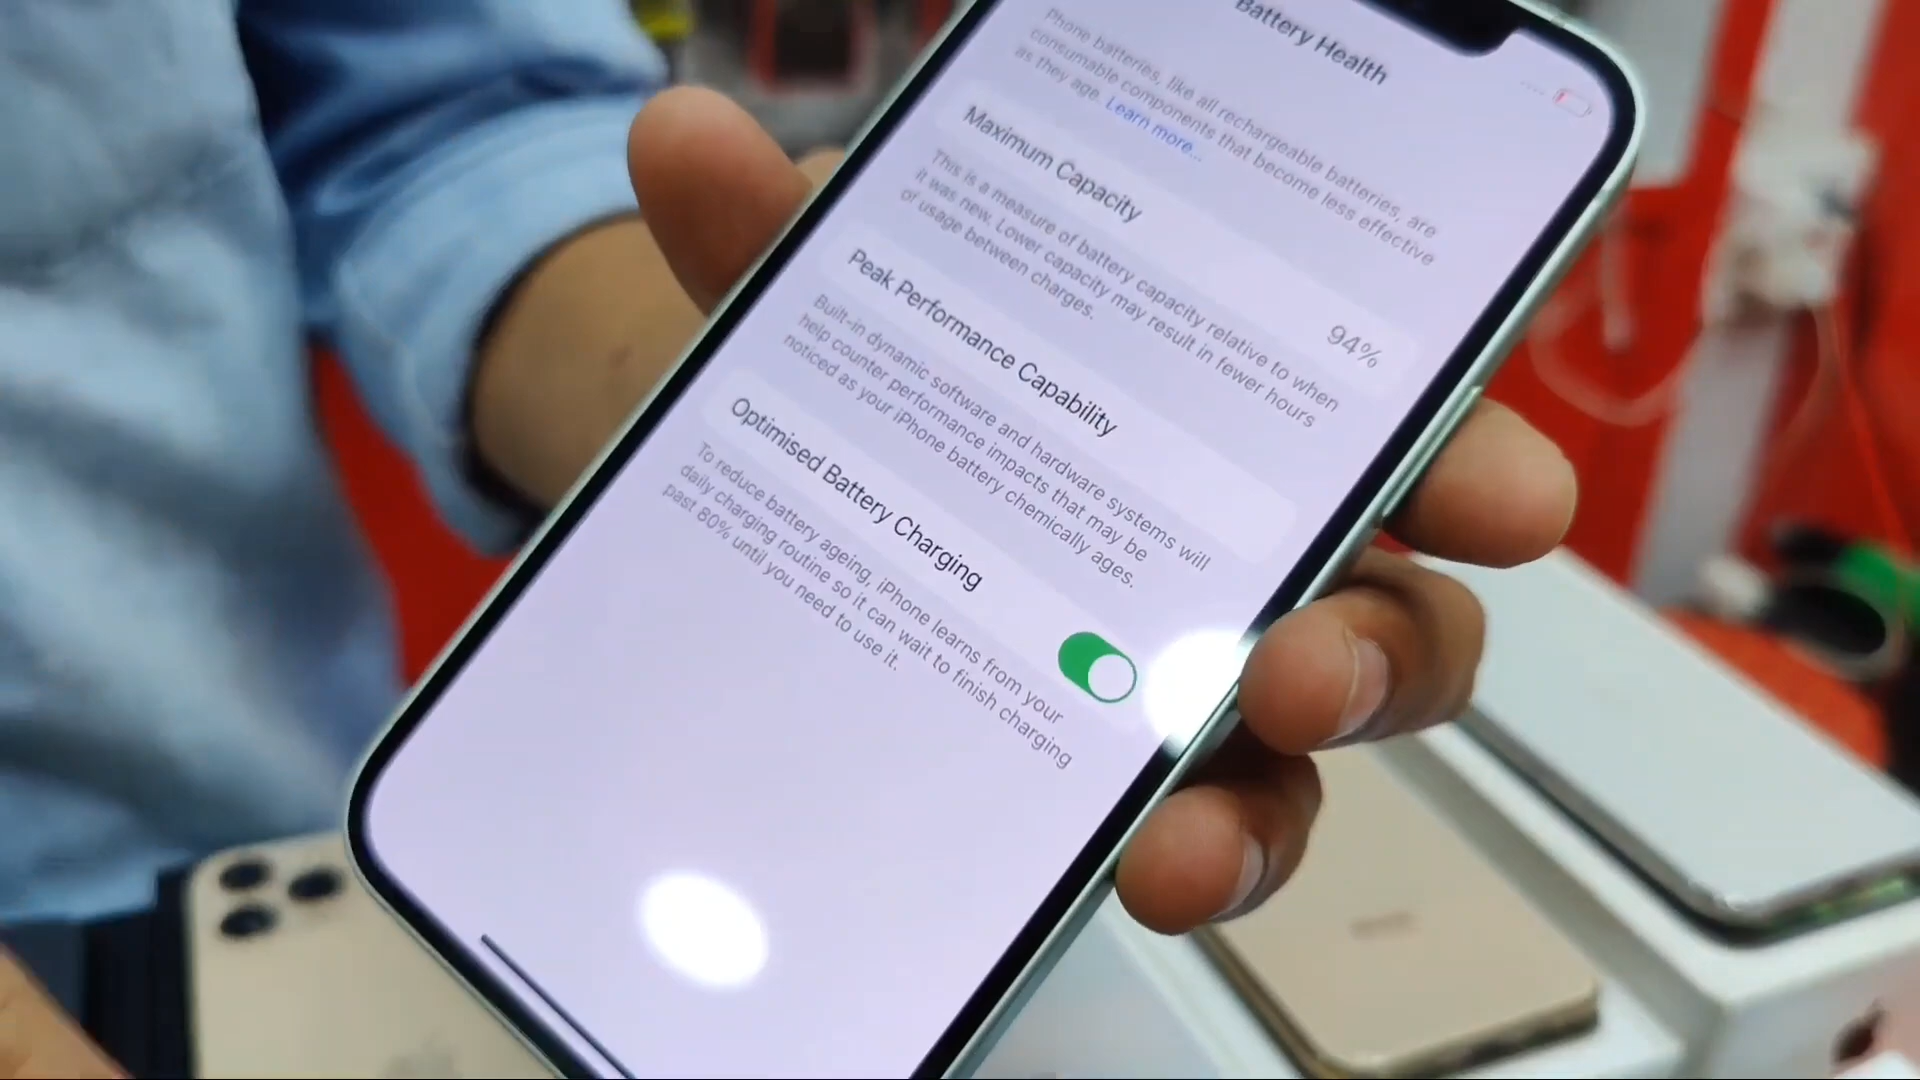 Battery Health
Phone batteries, like all rechargeable batteries, are
consumable components that become less effective
as they age. Learn more...
Maximum Capacity
94%
This is a measure of battery capacity relative to when
it was new. Lower capacity may result in fewer hours
of usage between charges.
Peak Performance Capability
Built-in dynamic software and hardware systems will
help counter performance impacts that may be
noticed as your iPhone battery chemically ages.
Optimised Battery Charging
To reduce battery ageing, iPhone learns from your
daily charging routine so it can wait to finish charging
past 80% until you need to use it.